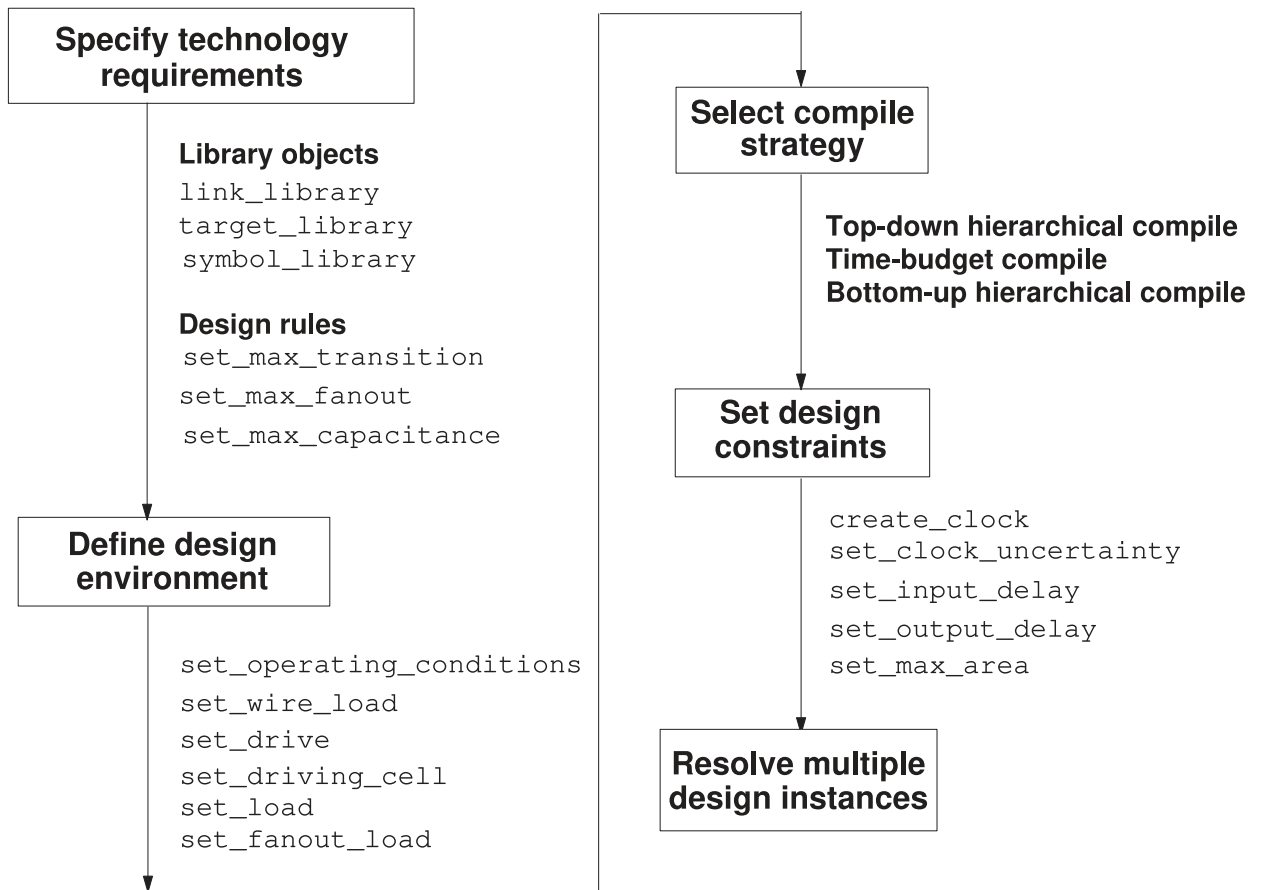 Specify technology
requirements
Library objects
link_library
target_library
symbol_library
Design rules
set_max_transition
set_max_fanout
set_max_capacitance
Define design
environment
set_operating_conditions
set_wire_load
set_drive
set_driving_cell
set_load
set_fanout_load
Select compile
strategy
Top-down hierarchical compile
Time-budget compile
Bottom-up hierarchical compile
Set design
constraints
create_clock
set_clock_uncertainty
set_input_delay
set_output_delay
set_max_area
Resolve multiple
design instances